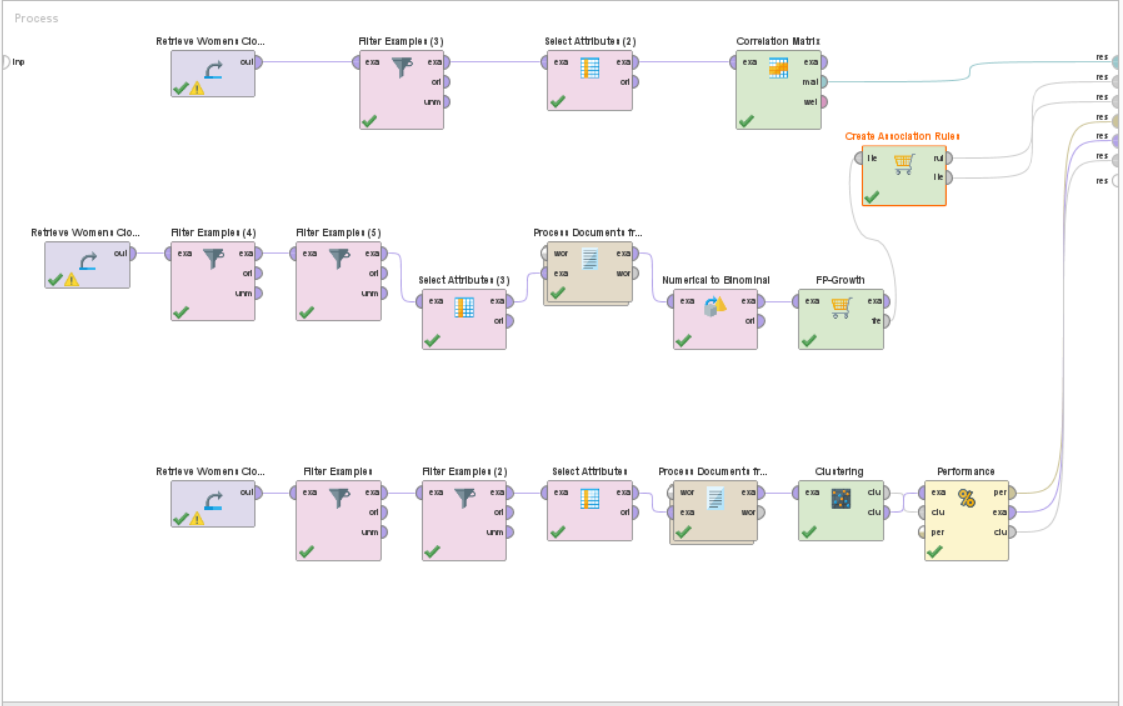 Process
Retrieve Womens Clo...
Filter Examples (3)
Select Attributes (2)
Correlation Matrix
inp
out
exa exa
ori
unm
exa exa
ori
exa exa
mat
wei
res
res
res
res
res
res
res
Create Association Rules
ite rul
ite
Retrieve Womens Clo...
Filter Examples (4)
Filter Examples (5)
Process Documents fr...
out
exa exa
ori
unm
exa exa
ori
unm
wor exa
exa wor
Select Attributes (3)
Numerical to Binominal
FP-Growth
exa exa
ori
exa exa
ori
exa exa
fre
Retrieve Womens Clo...
Filter Examples
Filter Examples (2)
Select Attributes
Process Documents fr...
Clustering
Performance
out
exa exa
ori
unm
exa exa
ori
unm
exa exa
ori
wor exa
exa wor
exa clu
clu
exa per
clu exa
per clu